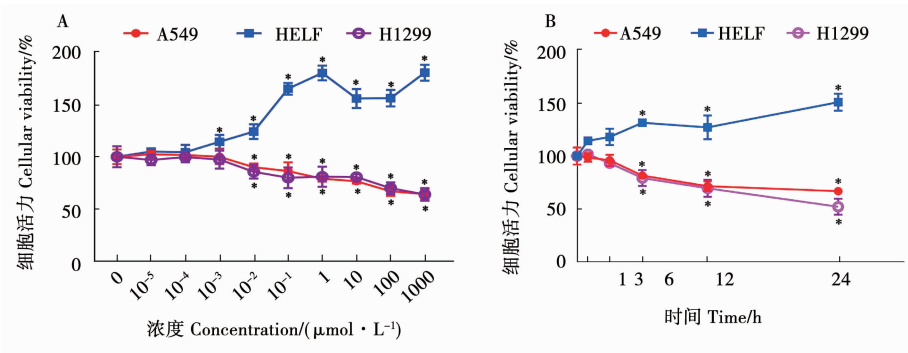 A
A549 HELF H1299
细胞活力 Cellular viability/%
200
150
100
50
0
0 10⁻⁵ 10⁻⁴ 10⁻³ 10⁻² 10⁻¹ 1 10 100 1000
* * * * * * *
* * * * * *
* * * * * *
浓度 Concentration/(μmol·L⁻¹)
B
A549 HELF H1299
细胞活力 Cellular viability/%
200
150
100
50
0
1 3 6 12 24
* * *
* *
* * *
时间 Time/h